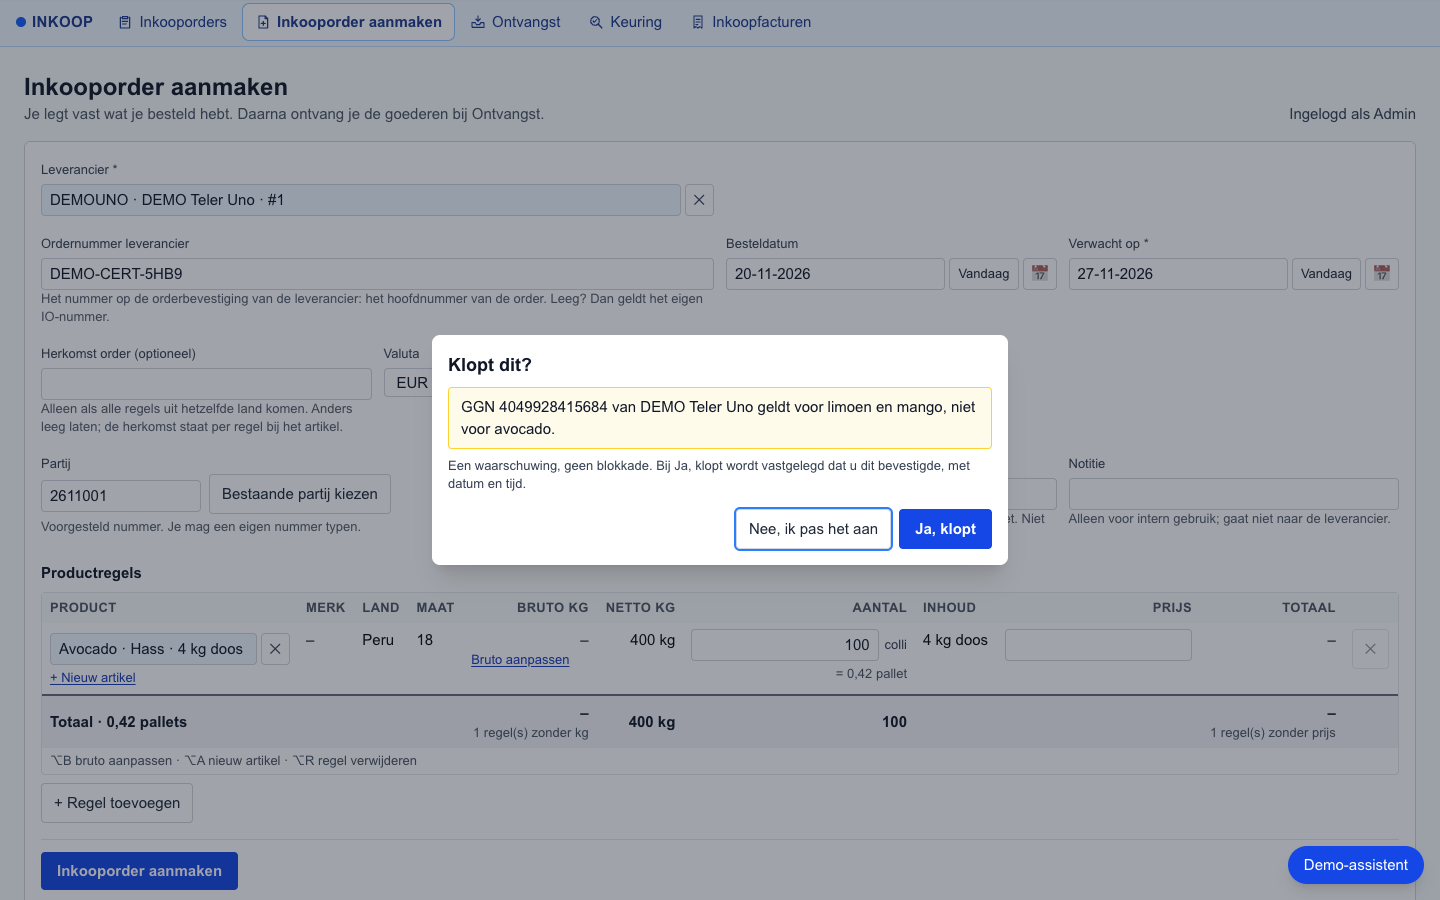 INKOOP
Inkooporders
Inkooporder aanmaken
Ontvangst
Keuring
Inkoopfacturen
Inkooporder aanmaken
Je legt vast wat je besteld hebt. Daarna ontvang je de goederen bij Ontvangst.
Ingelogd als Admin
Leverancier *
DEMOUNO · DEMO Teler Uno · #1
Ordernummer leverancier
Besteldatum
Verwacht op *
DEMO-CERT-5HB9
20-11-2026
Vandaag
27-11-2026
Vandaag
Het nummer op de orderbevestiging van de leverancier: het hoofdnummer van de order. Leeg? Dan geldt het eigen
IO-nummer.
Herkomst order (optioneel)
Valuta
EUR
Alleen als alle regels uit hetzelfde land komen. Anders
leeg laten; de herkomst staat per regel bij het artikel.
Klopt dit?
GGN 4049928415684 van DEMO Teler Uno geldt voor limoen en mango, niet
voor avocado.
Een waarschuwing, geen blokkade. Bij Ja, klopt wordt vastgelegd dat u dit bevestigde, met
datum en tijd.
Nee, ik pas het aan
Ja, klopt
Partij
Notitie
2611001
Bestaande partij kiezen
Voorgesteld nummer. Je mag een eigen nummer typen.
et. Niet
Alleen voor intern gebruik; gaat niet naar de leverancier.
Productregels
PRODUCT MERK LAND MAAT BRUTO KG NETTO KG AANTAL INHOUD PRIJS TOTAAL
Avocado · Hass · 4 kg doos – Peru 18 – 400 kg 100 colli 4 kg doos –
Bruto aanpassen
+ Nieuw artikel
= 0,42 pallet
Totaal · 0,42 pallets – 400 kg 100 –
1 regel(s) zonder kg
1 regel(s) zonder prijs
⌥B bruto aanpassen · ⌥A nieuw artikel · ⌥R regel verwijderen
+ Regel toevoegen
Inkooporder aanmaken
Demo-assistent